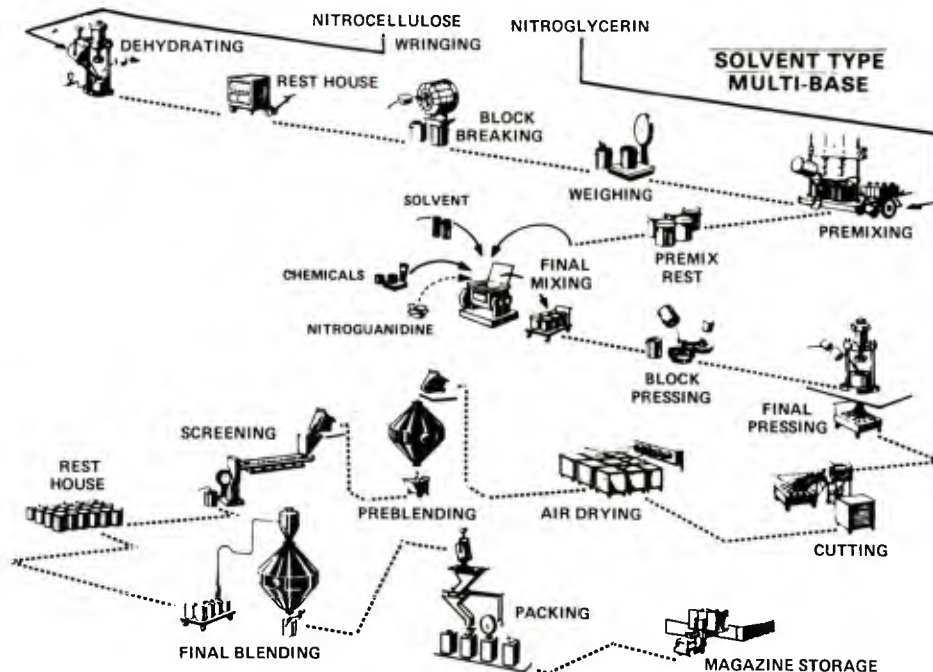 NITROCELLULOSE
NITROGLYCERIN
SOLVENT TYPE
MULTI-BASE
DEHYDRATING
WRINGING
REST HOUSE
BLOCK
BREAKING
WEIGHING
PREMIXING
SOLVENT
PREMIX
REST
FINAL
MIXING
CHEMICALS
NITROGUANIDINE
BLOCK
PRESSING
FINAL
PRESSING
SCREENING
REST
HOUSE
PREBLENDING
AIR DRYING
CUTTING
FINAL BLENDING
PACKING
MAGAZINE STORAGE